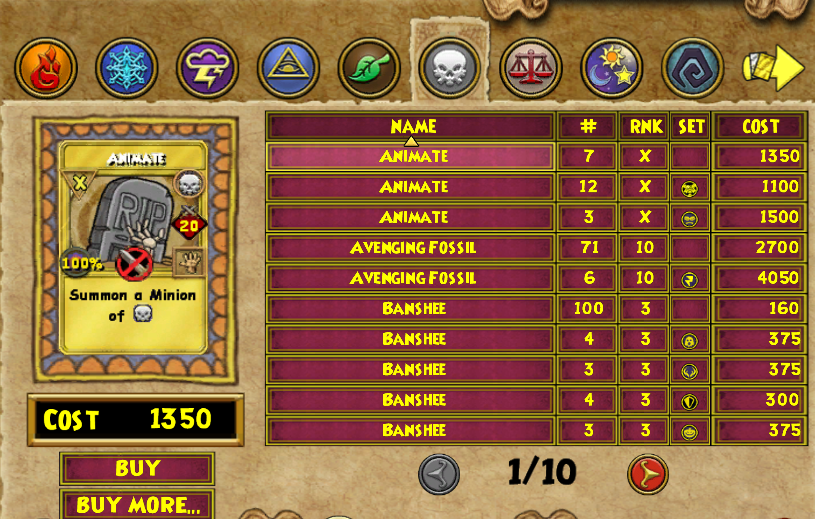 NAME # RNK SET COST
ANIMATE 7 X 1350
ANIMATE 12 X 1100
ANIMATE 3 X 1500
AVENGING FOSSIL 71 10 2700
AVENGING FOSSIL 6 10 4050
BANSHEE 100 3 160
BANSHEE 4 3 375
BANSHEE 3 3 375
BANSHEE 4 3 300
BANSHEE 3 3 375
ANIMATE
X
RIP
20
100%
Summon a Minion
of
COST 1350
BUY
BUY MORE...
1/10